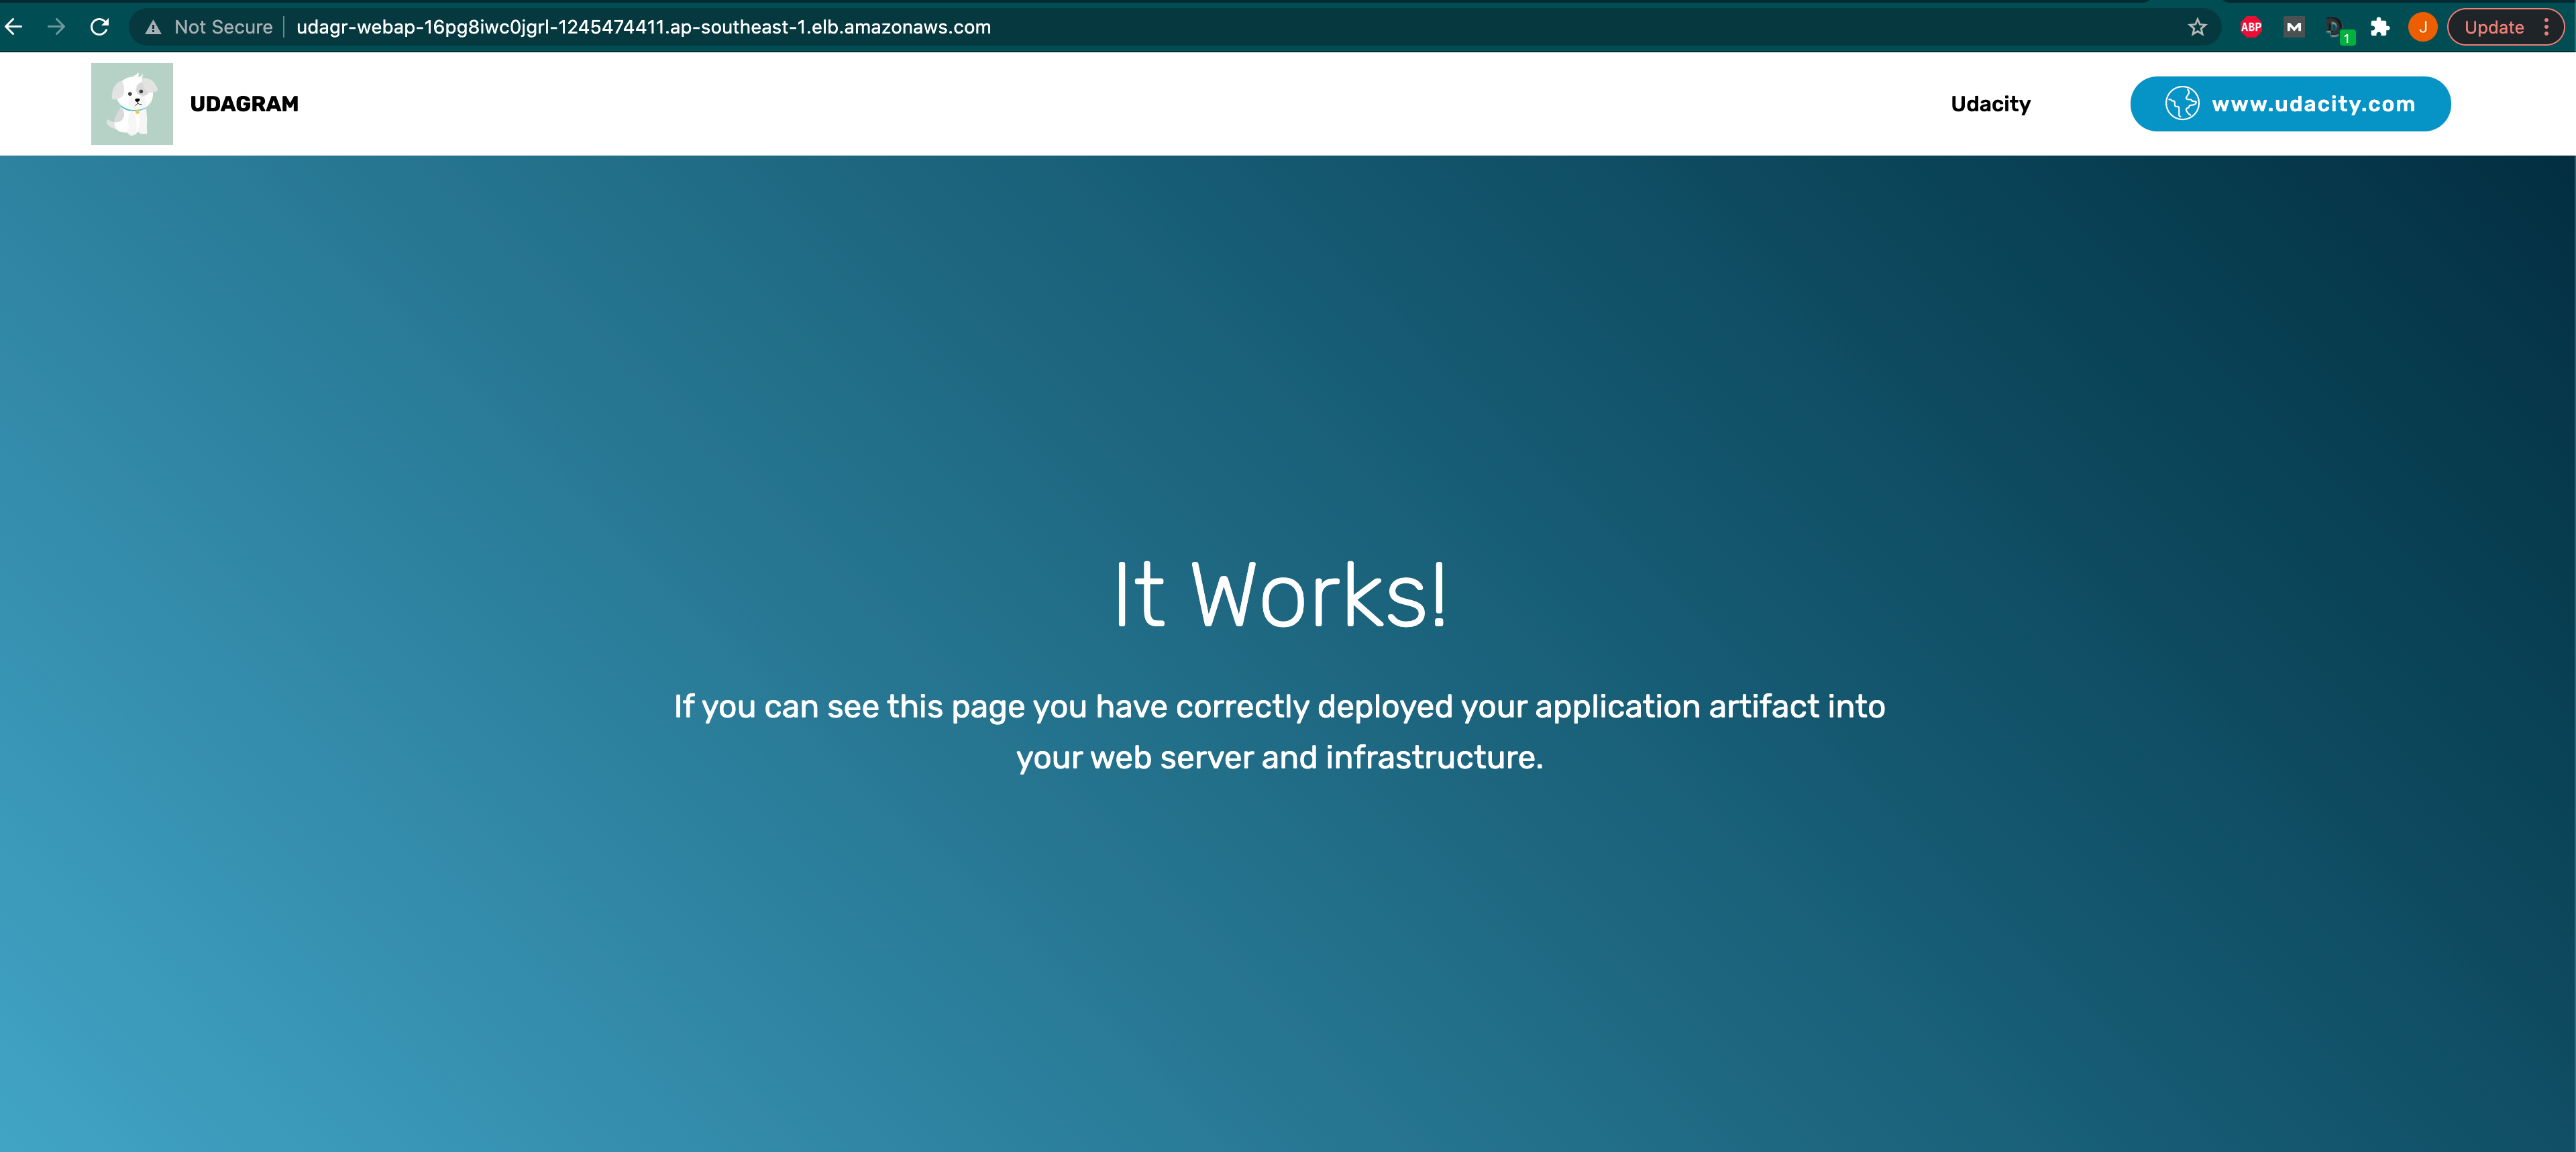 Not Secure
udagr-webap-16pg8iwc0jgrl-1245474411.ap-southeast-1.elb.amazonaws.com
ABP
M
1
J
Update
UDAGRAM
Udacity
www.udacity.com
It Works!
If you can see this page you have correctly deployed your application artifact into
your web server and infrastructure.